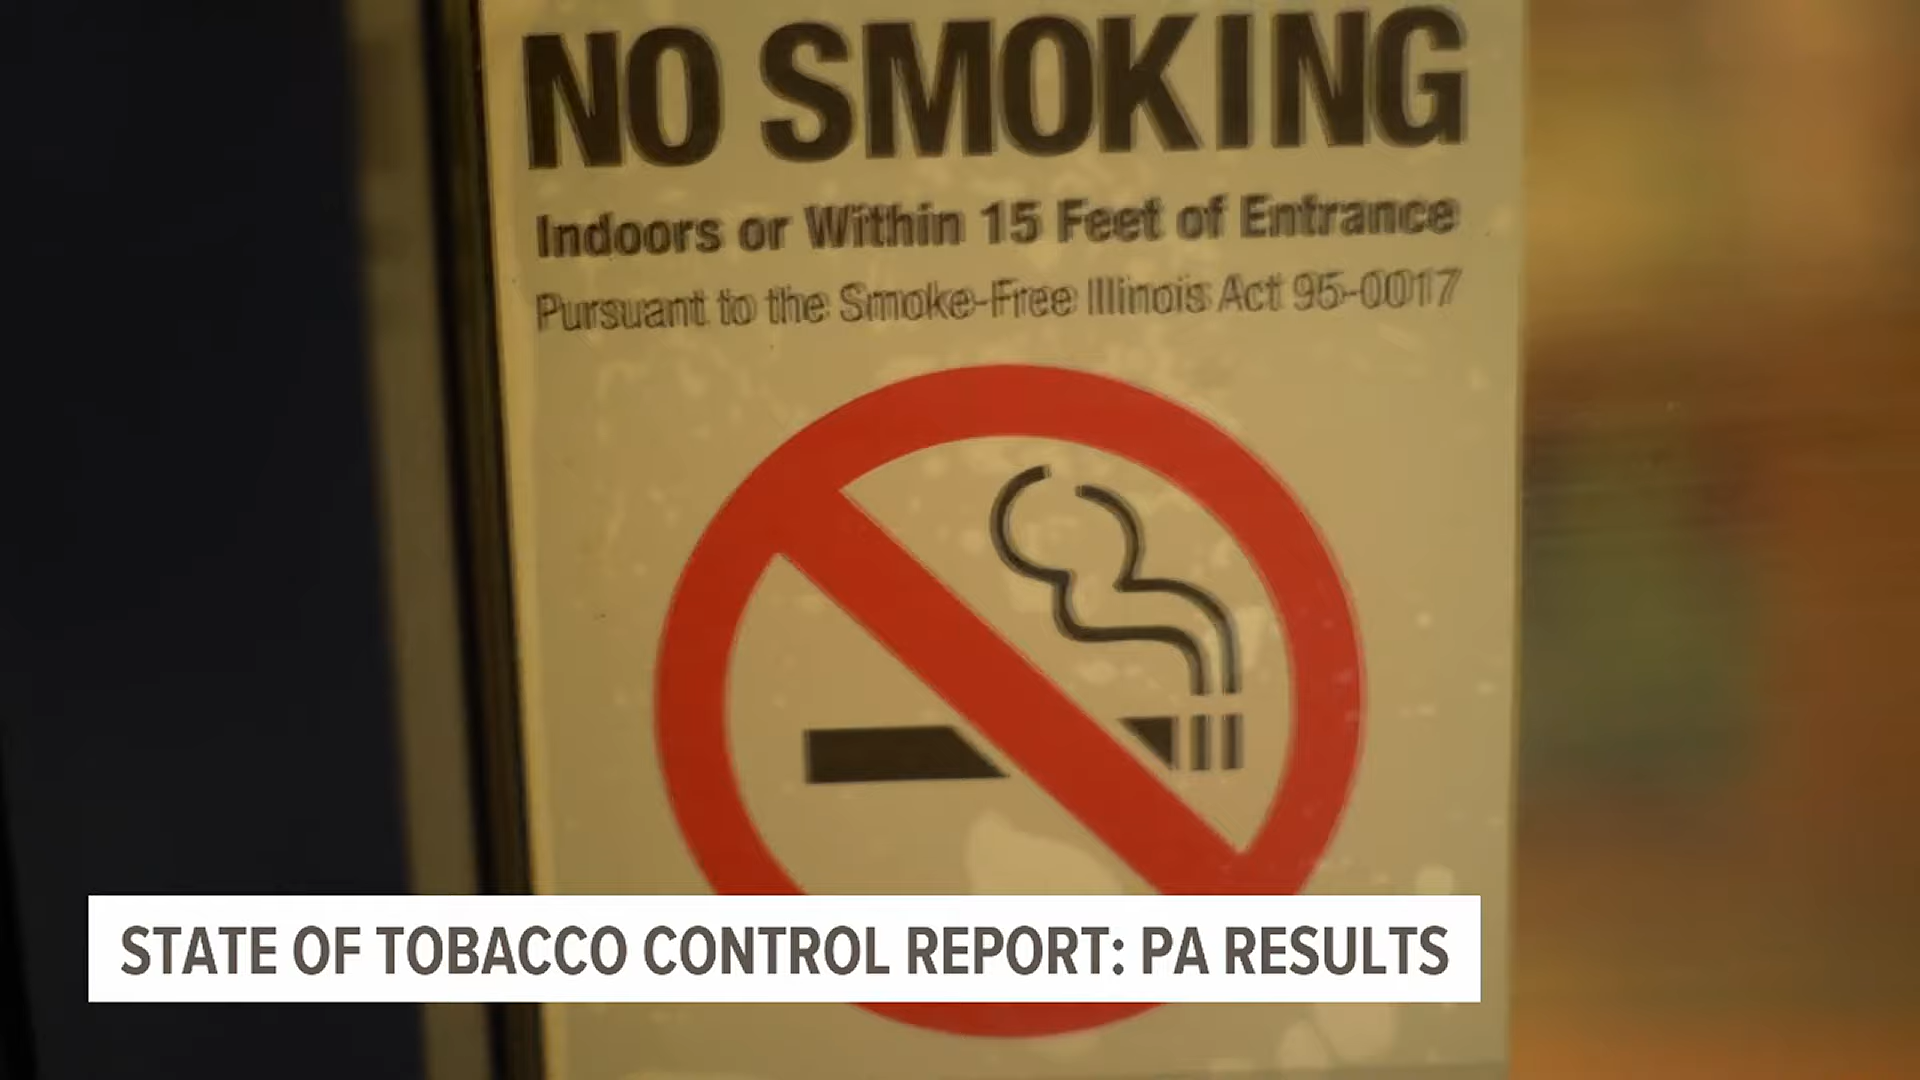 NO SMOKING
Indoors or Within 15 Feet of Entrance
Pursuant to the Smoke-Free Illinois Act 95-0017
STATE OF TOBACCO CONTROL REPORT: PA RESULTS